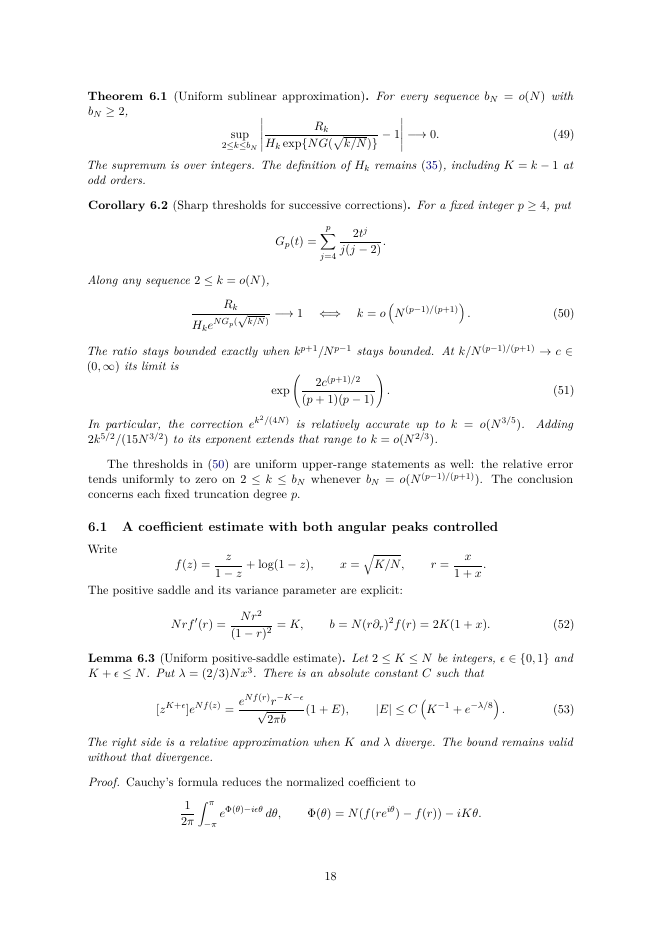 Theorem 6.1 (Uniform sublinear approximation). For every sequence b_N = o(N) with
b_N ≥ 2,
sup_{2≤k≤b_N} | R_k / (H_k exp{NG(√(k/N))}) − 1 | ⟶ 0. (49)
The supremum is over integers. The definition of H_k remains (35), including K = k − 1 at
odd orders.
Corollary 6.2 (Sharp thresholds for successive corrections). For a fixed integer p ≥ 4, put
G_p(t) = ∑_{j=4}^{p} 2t^j / (j(j − 2)).
Along any sequence 2 ≤ k = o(N),
R_k / (H_k e^{NG_p(√(k/N))}) ⟶ 1 ⟺ k = o(N^{(p−1)/(p+1)}). (50)
The ratio stays bounded exactly when k^{p+1}/N^{p−1} stays bounded. At k/N^{(p−1)/(p+1)} → c ∈
(0, ∞) its limit is
exp(2c^{(p+1)/2} / ((p + 1)(p − 1))). (51)
In particular, the correction e^{k²/(4N)} is relatively accurate up to k = o(N^{3/5}). Adding
2k^{5/2}/(15N^{3/2}) to its exponent extends that range to k = o(N^{2/3}).
The thresholds in (50) are uniform upper-range statements as well: the relative error
tends uniformly to zero on 2 ≤ k ≤ b_N whenever b_N = o(N^{(p−1)/(p+1)}). The conclusion
concerns each fixed truncation degree p.
6.1 A coefficient estimate with both angular peaks controlled
Write
f(z) = z/(1 − z) + log(1 − z), x = √(K/N), r = x/(1 + x).
The positive saddle and its variance parameter are explicit:
Nrf′(r) = Nr²/(1 − r)² = K, b = N(r∂_r)²f(r) = 2K(1 + x). (52)
Lemma 6.3 (Uniform positive-saddle estimate). Let 2 ≤ K ≤ N be integers, ϵ ∈ {0, 1} and
K + ϵ ≤ N. Put λ = (2/3)Nx³. There is an absolute constant C such that
[z^{K+ϵ}]e^{Nf(z)} = e^{Nf(r)}r^{−K−ϵ} / √(2πb) (1 + E), |E| ≤ C(K^{−1} + e^{−λ/8}). (53)
The right side is a relative approximation when K and λ diverge. The bound remains valid
without that divergence.
Proof. Cauchy's formula reduces the normalized coefficient to
1/(2π) ∫_{−π}^{π} e^{Φ(θ)−iϵθ} dθ, Φ(θ) = N(f(re^{iθ}) − f(r)) − iKθ.
18